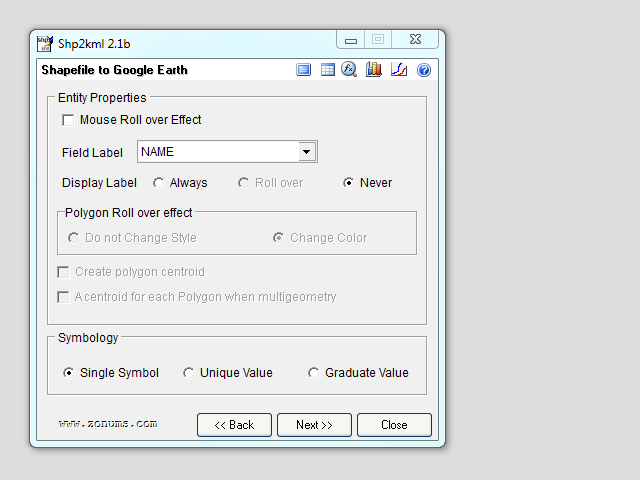 Shp2kml 2.1b
Shapefile to Google Earth
Entity Properties
Mouse Roll over Effect
Field Label NAME
Display Label Always Roll over Never
Polygon Roll over effect
Do not Change Style Change Color
Create polygon centroid
A centroid for each Polygon when multigeometry
Symbology
Single Symbol Unique Value Graduate Value
www.zonums.com << Back Next >> Close